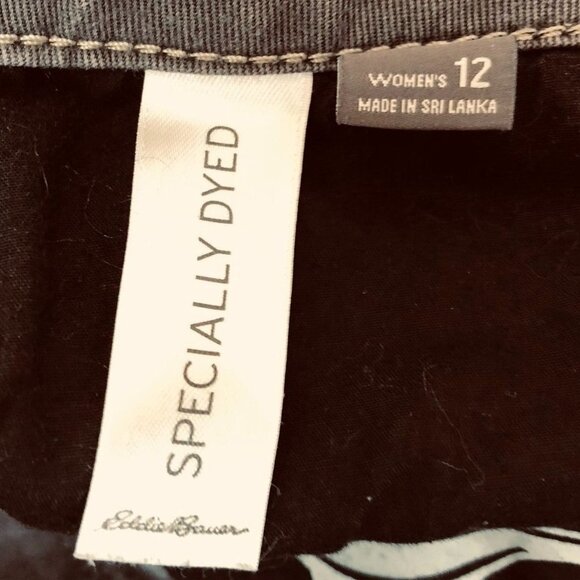 WOMEN'S 12
MADE IN SRI LANKA
SPECIALLY DYED
Eddie Bauer